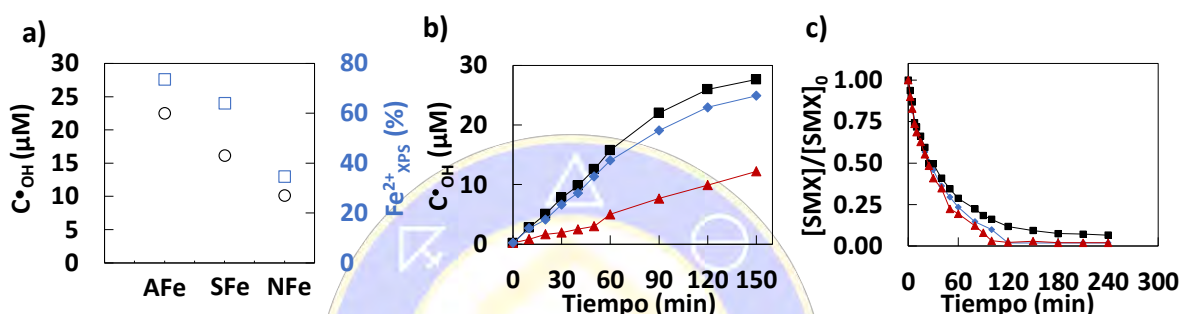 a)
30
25
20
15
10
5
0
C•OH (µM)
AFe SFe NFe
80
60
40
20
0
Fe2+XPS (%)
b)
30
20
10
0
C•OH (µM)
0 30 60 90 120 150
Tiempo (min)
c)
1.00
0.75
0.50
0.25
0.00
[SMX]/[SMX]0
0 60 120 180 240 300
Tiempo (min)